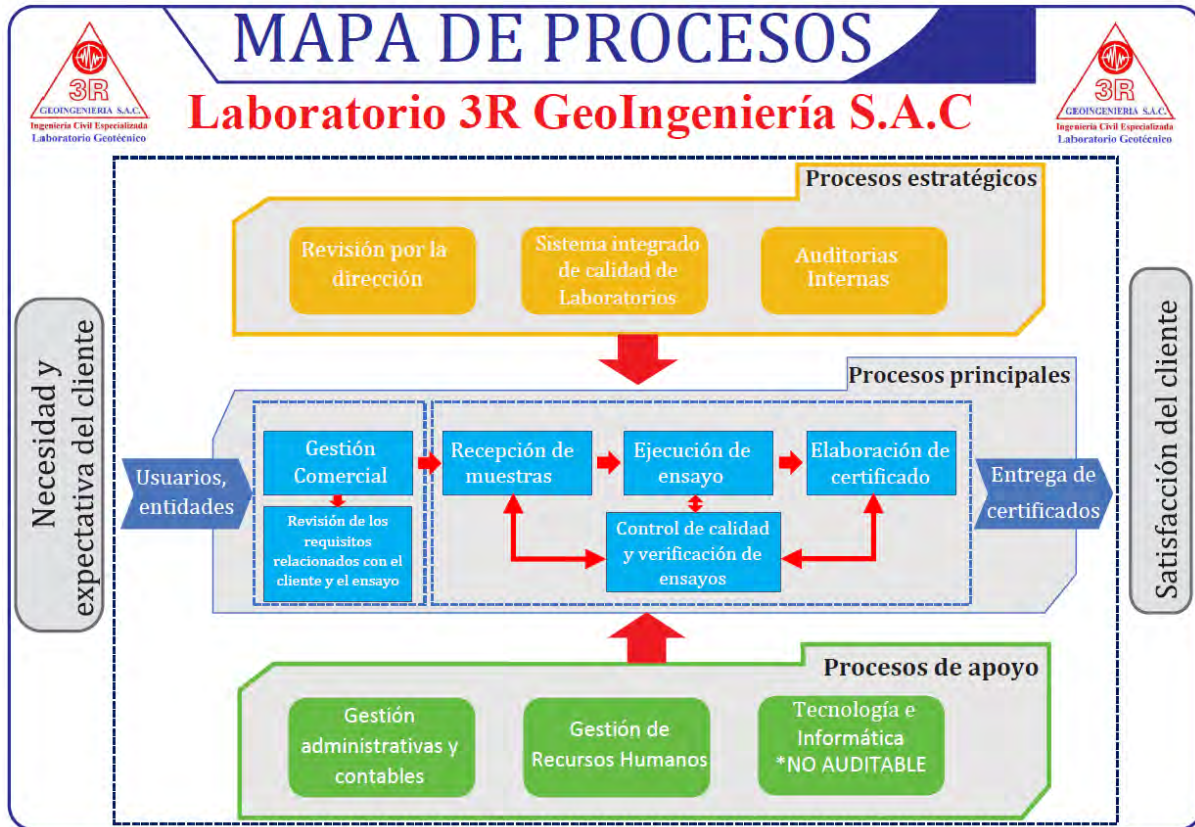 MAPA DE PROCESOS
3R
GEOINGENIERIA S.A.C.
Ingeniería Civil Especializada
Laboratorio Geotécnico
Laboratorio 3R GeoIngeniería S.A.C
3R
GEOINGENIERIA S.A.C.
Ingeniería Civil Especializada
Laboratorio Geotécnico
Necesidad y
expectativa del cliente
Procesos estratégicos
Revisión por la
dirección
Sistema integrado
de calidad de
Laboratorios
Auditorias
Internas
Procesos principales
Usuarios,
entidades
Gestión
Comercial
Revisión de los
requisitos
relacionados con el
cliente y el ensayo
Recepción de
muestras
Ejecución de
ensayo
Elaboración de
certificado
Control de calidad
y verificación de
ensayos
Entrega de
certificados
Procesos de apoyo
Gestión
administrativas y
contables
Gestión de
Recursos Humanos
Tecnología e
Informática
*NO AUDITABLE
Satisfacción del cliente